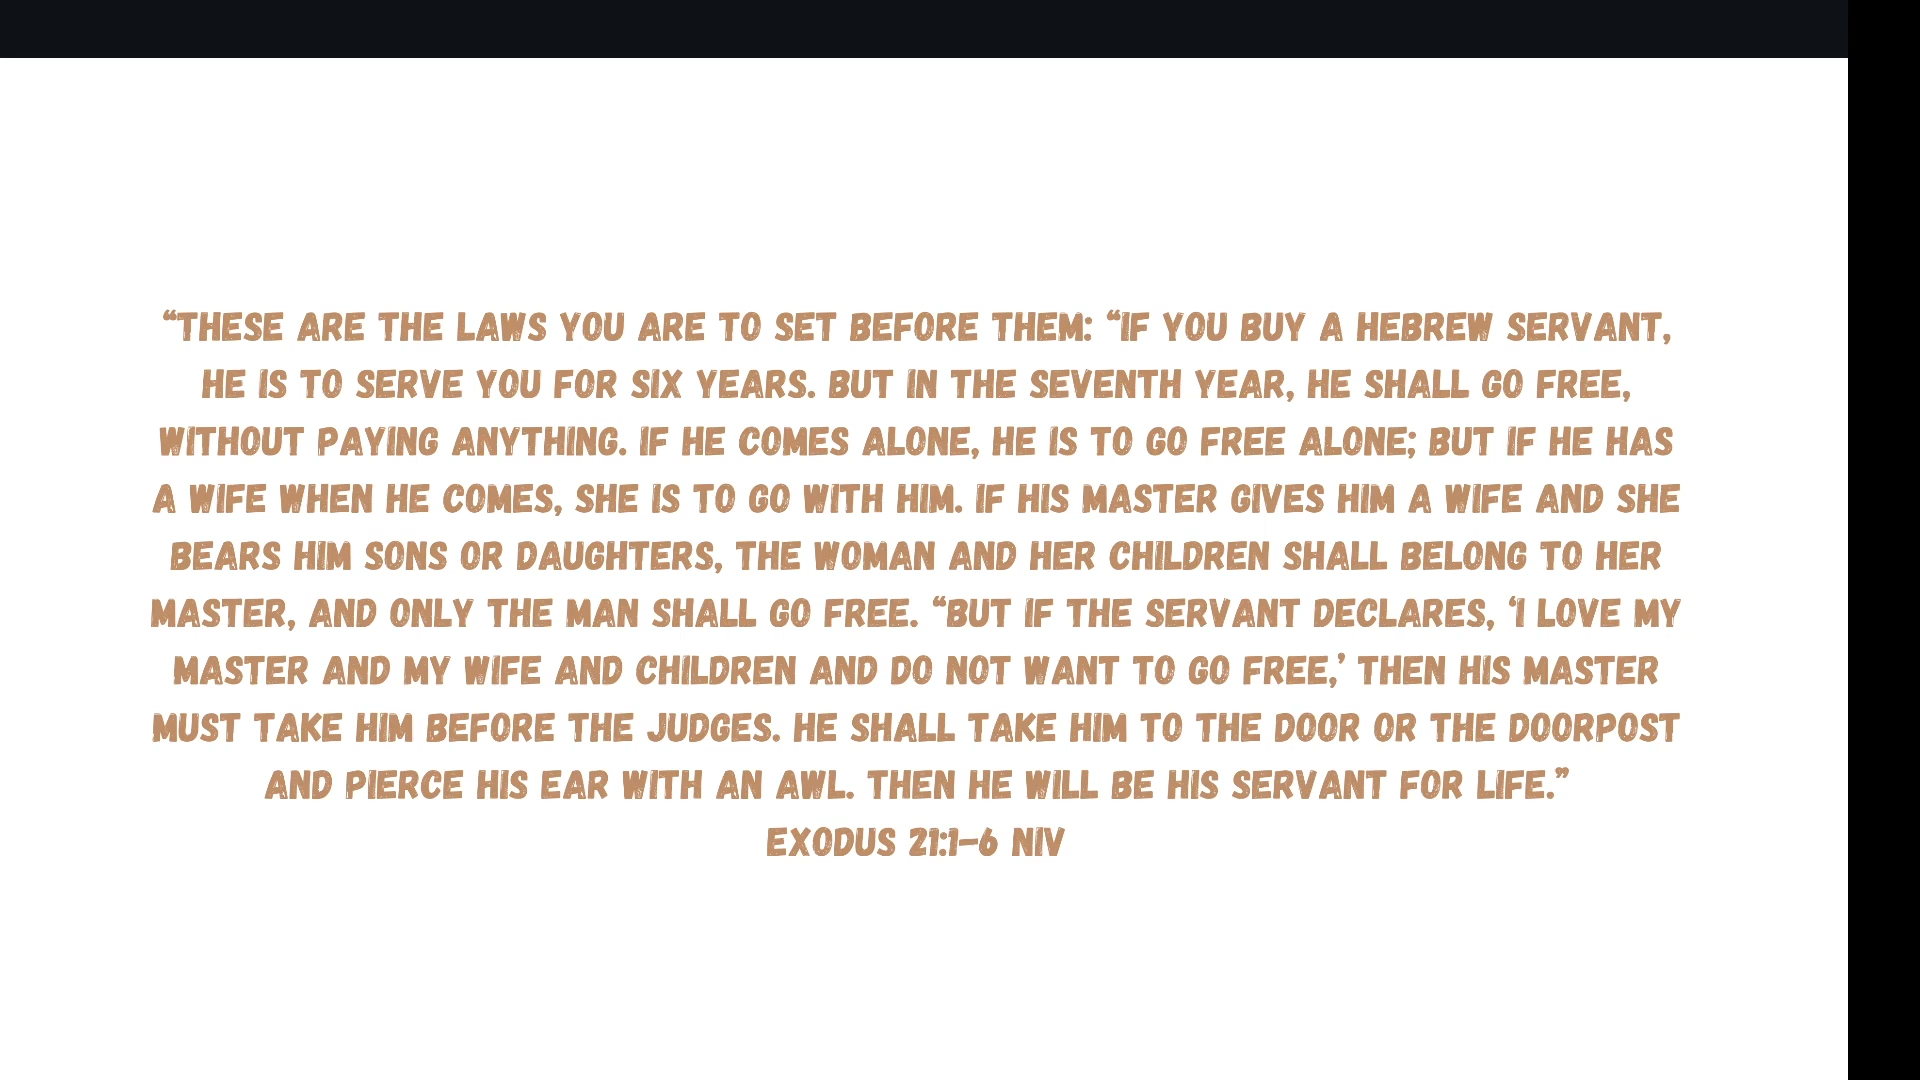 “THESE ARE THE LAWS YOU ARE TO SET BEFORE THEM: “IF YOU BUY A HEBREW SERVANT,
HE IS TO SERVE YOU FOR SIX YEARS. BUT IN THE SEVENTH YEAR, HE SHALL GO FREE,
WITHOUT PAYING ANYTHING. IF HE COMES ALONE, HE IS TO GO FREE ALONE; BUT IF HE HAS
A WIFE WHEN HE COMES, SHE IS TO GO WITH HIM. IF HIS MASTER GIVES HIM A WIFE AND SHE
BEARS HIM SONS OR DAUGHTERS, THE WOMAN AND HER CHILDREN SHALL BELONG TO HER
MASTER, AND ONLY THE MAN SHALL GO FREE. “BUT IF THE SERVANT DECLARES, ‘I LOVE MY
MASTER AND MY WIFE AND CHILDREN AND DO NOT WANT TO GO FREE,’ THEN HIS MASTER
MUST TAKE HIM BEFORE THE JUDGES. HE SHALL TAKE HIM TO THE DOOR OR THE DOORPOST
AND PIERCE HIS EAR WITH AN AWL. THEN HE WILL BE HIS SERVANT FOR LIFE.”
EXODUS 21:1–6 NIV